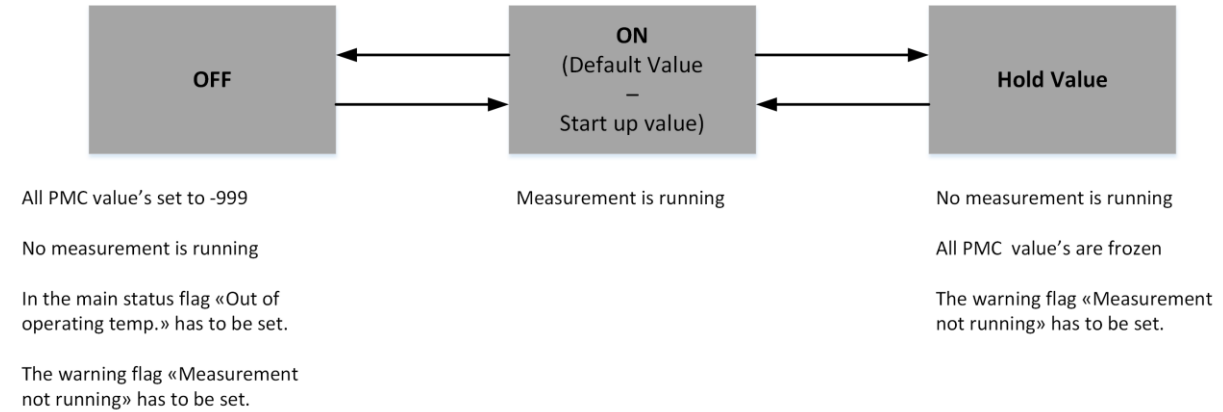 OFF
ON
(Default Value
–
Start up value)
Hold Value
All PMC value's set to -999
No measurement is running
In the main status flag «Out of
operating temp.» has to be set.
The warning flag «Measurement
not running» has to be set.
Measurement is running
No measurement is running
All PMC  value's are frozen
The warning flag «Measurement
not running» has to be set.